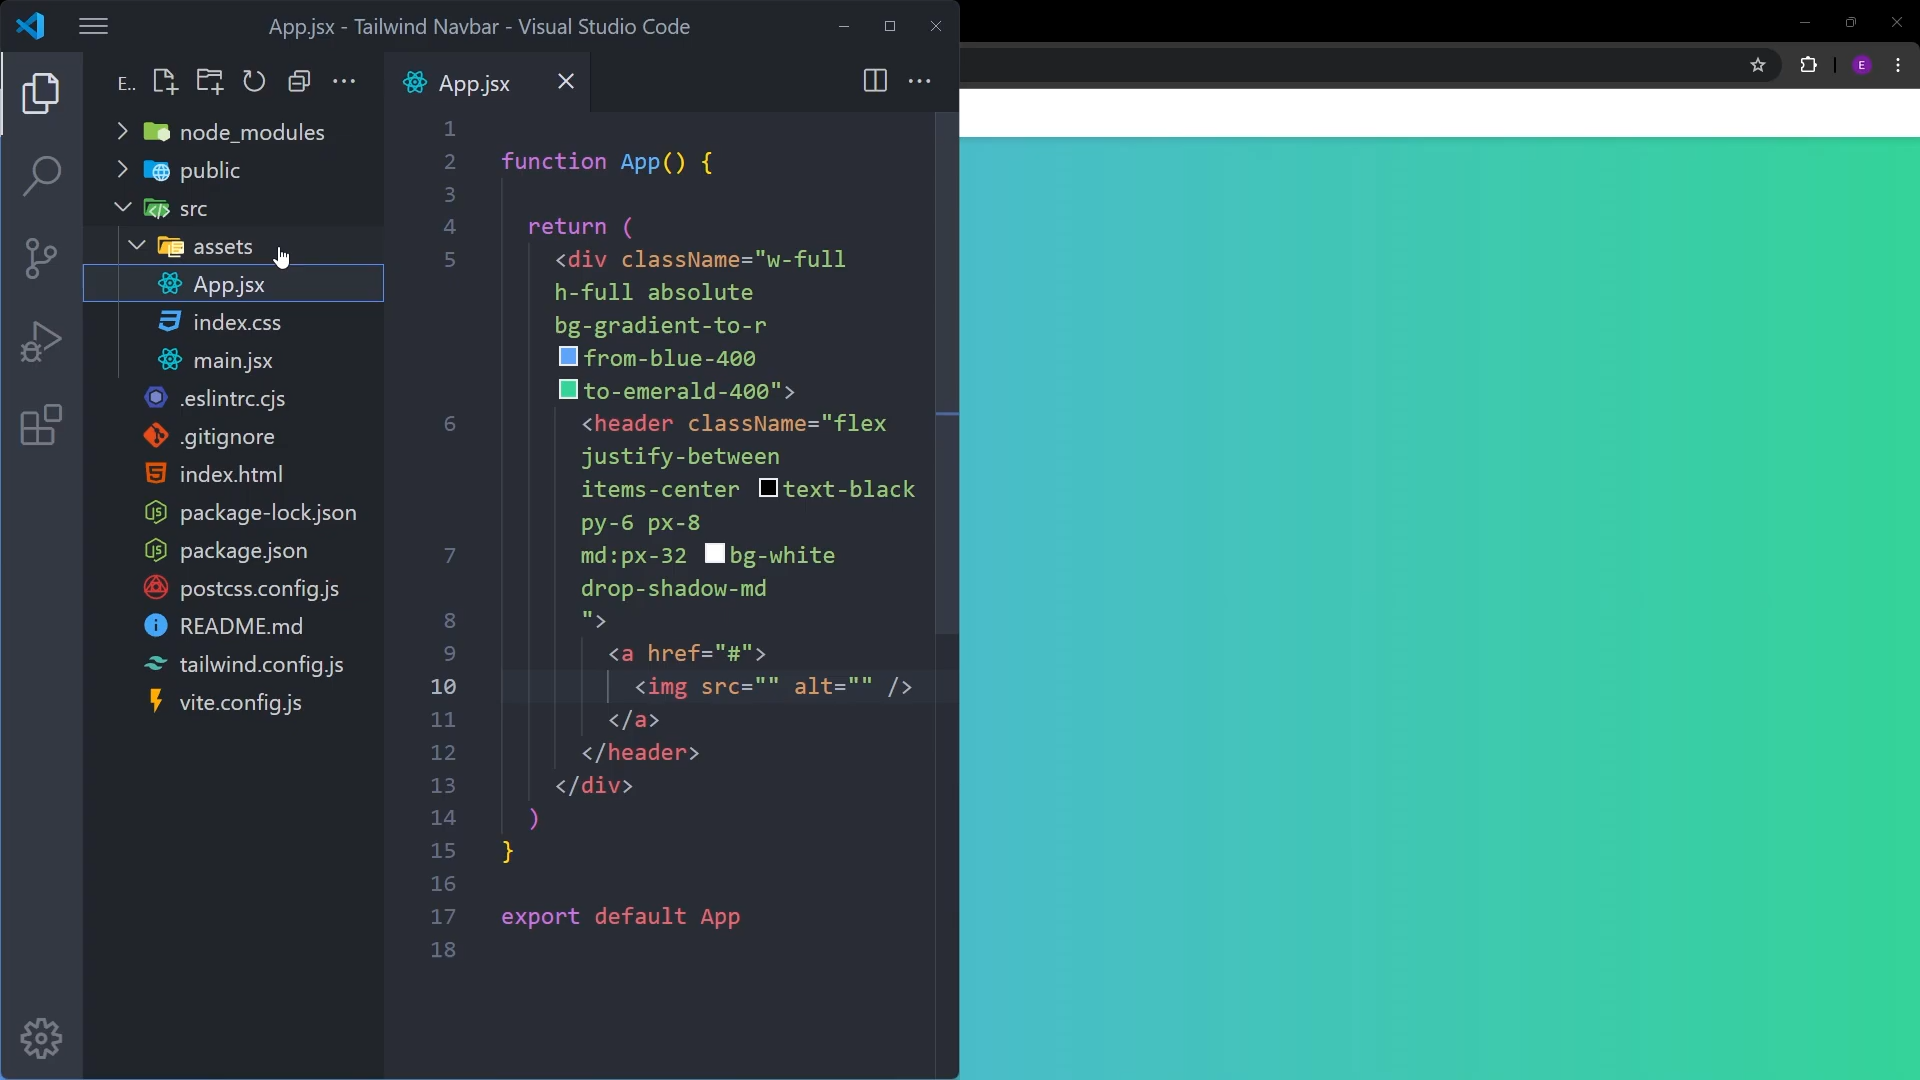 App.jsx - Tailwind Navbar - Visual Studio Code
E..
App.jsx
E
node_modules
public
src
assets
App.jsx
index.css
main.jsx
.eslintrc.cjs
.gitignore
index.html
package-lock.json
package.json
postcss.config.js
README.md
tailwind.config.js
vite.config.js
1
2 function App() {
3
4 return (
5 <div className="w-full
h-full absolute
bg-gradient-to-r
from-blue-400
to-emerald-400">
6 <header className="flex
justify-between
items-center text-black
py-6 px-8
7 md:px-32 bg-white
drop-shadow-md
8 ">
9 <a href="#">
10 <img src="" alt="" />
11 </a>
12 </header>
13 </div>
14 )
15 }
16
17 export default App
18